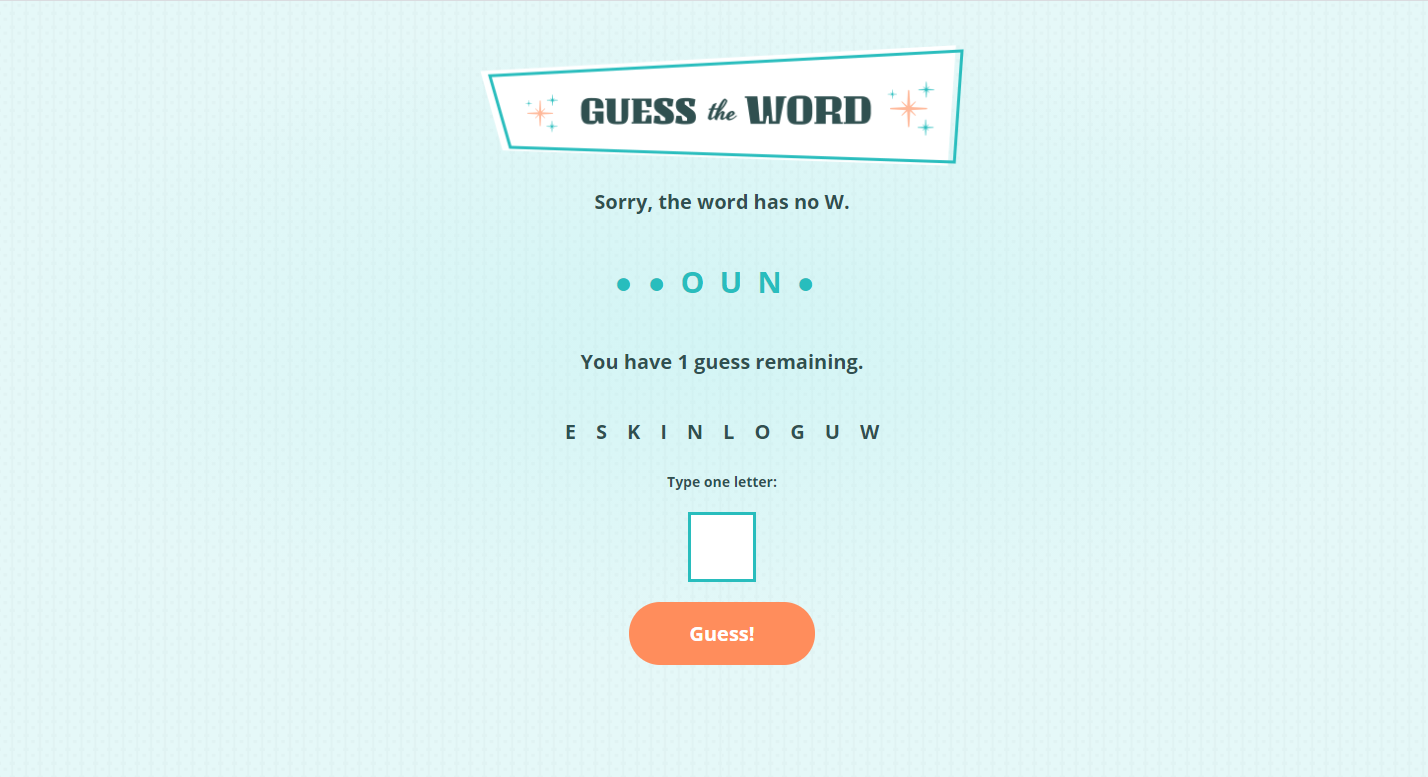 GUESS the WORD
Sorry, the word has no W.
● ● O U N ●
You have 1 guess remaining.
E S K I N L O G U W
Type one letter:
Guess!